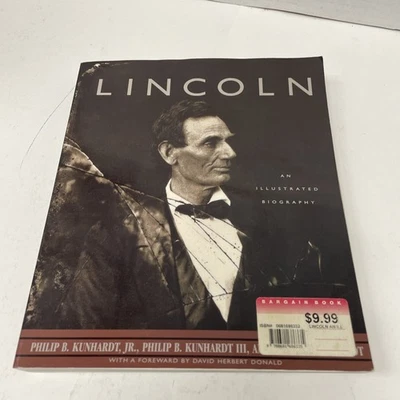 LINCOLN
AN
ILLUSTRATED
BIOGRAPHY
BARGAIN BOOK
$9.99
PHILIP B. KUNHARDT, JR., PHILIP B. KUNHARDT III, A
WITH A FOREWORD BY DAVID HERBERT DONALD